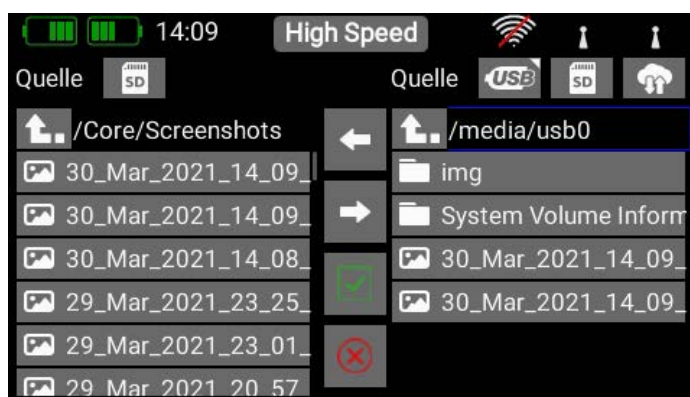 14:09 High Speed
Quelle SD
Quelle USB SD
/Core/Screenshots
/media/usb0
30_Mar_2021_14_09_
30_Mar_2021_14_09_
30_Mar_2021_14_08_
29_Mar_2021_23_25_
29_Mar_2021_23_01_
29_Mar_2021_20_57_
img
System Volume Inform
30_Mar_2021_14_09_
30_Mar_2021_14_09_